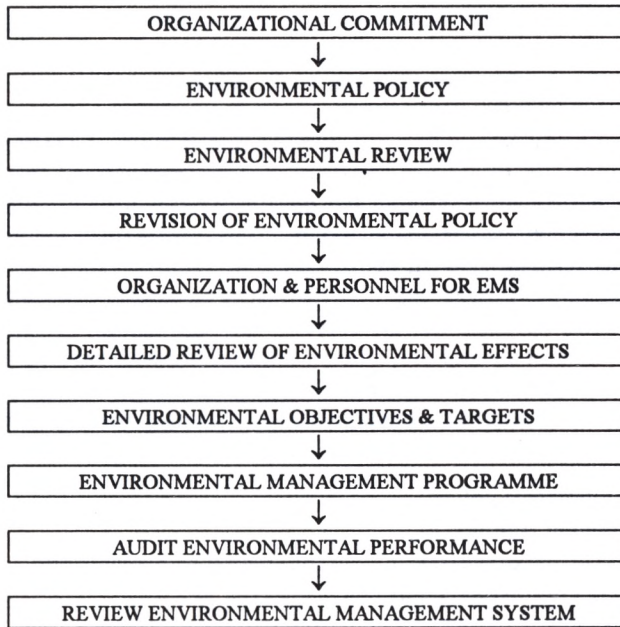 ORGANIZATIONAL COMMITMENT
ENVIRONMENTAL POLICY
ENVIRONMENTAL REVIEW
REVISION OF ENVIRONMENTAL POLICY
ORGANIZATION & PERSONNEL FOR EMS
DETAILED REVIEW OF ENVIRONMENTAL EFFECTS
ENVIRONMENTAL OBJECTIVES & TARGETS
ENVIRONMENTAL MANAGEMENT PROGRAMME
AUDIT ENVIRONMENTAL PERFORMANCE
REVIEW ENVIRONMENTAL MANAGEMENT SYSTEM